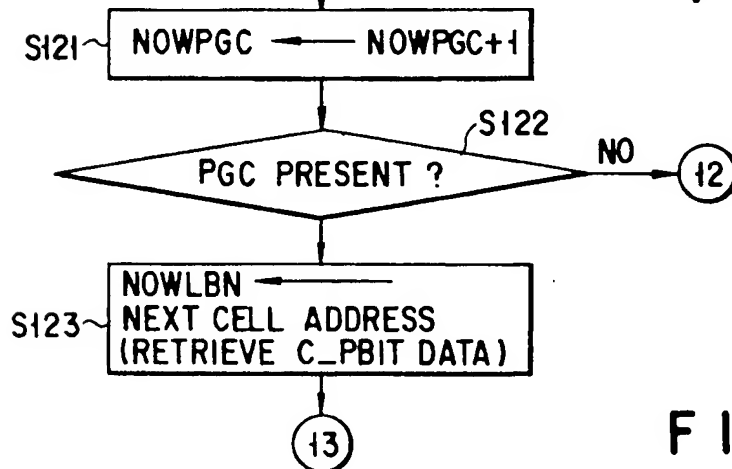 S121 NOWPGC ← NOWPGC+1
S122
PGC PRESENT ? NO 12
NOWLBN ←
S123 NEXT CELL ADDRESS
(RETRIEVE C_PBIT DATA)
13
F I